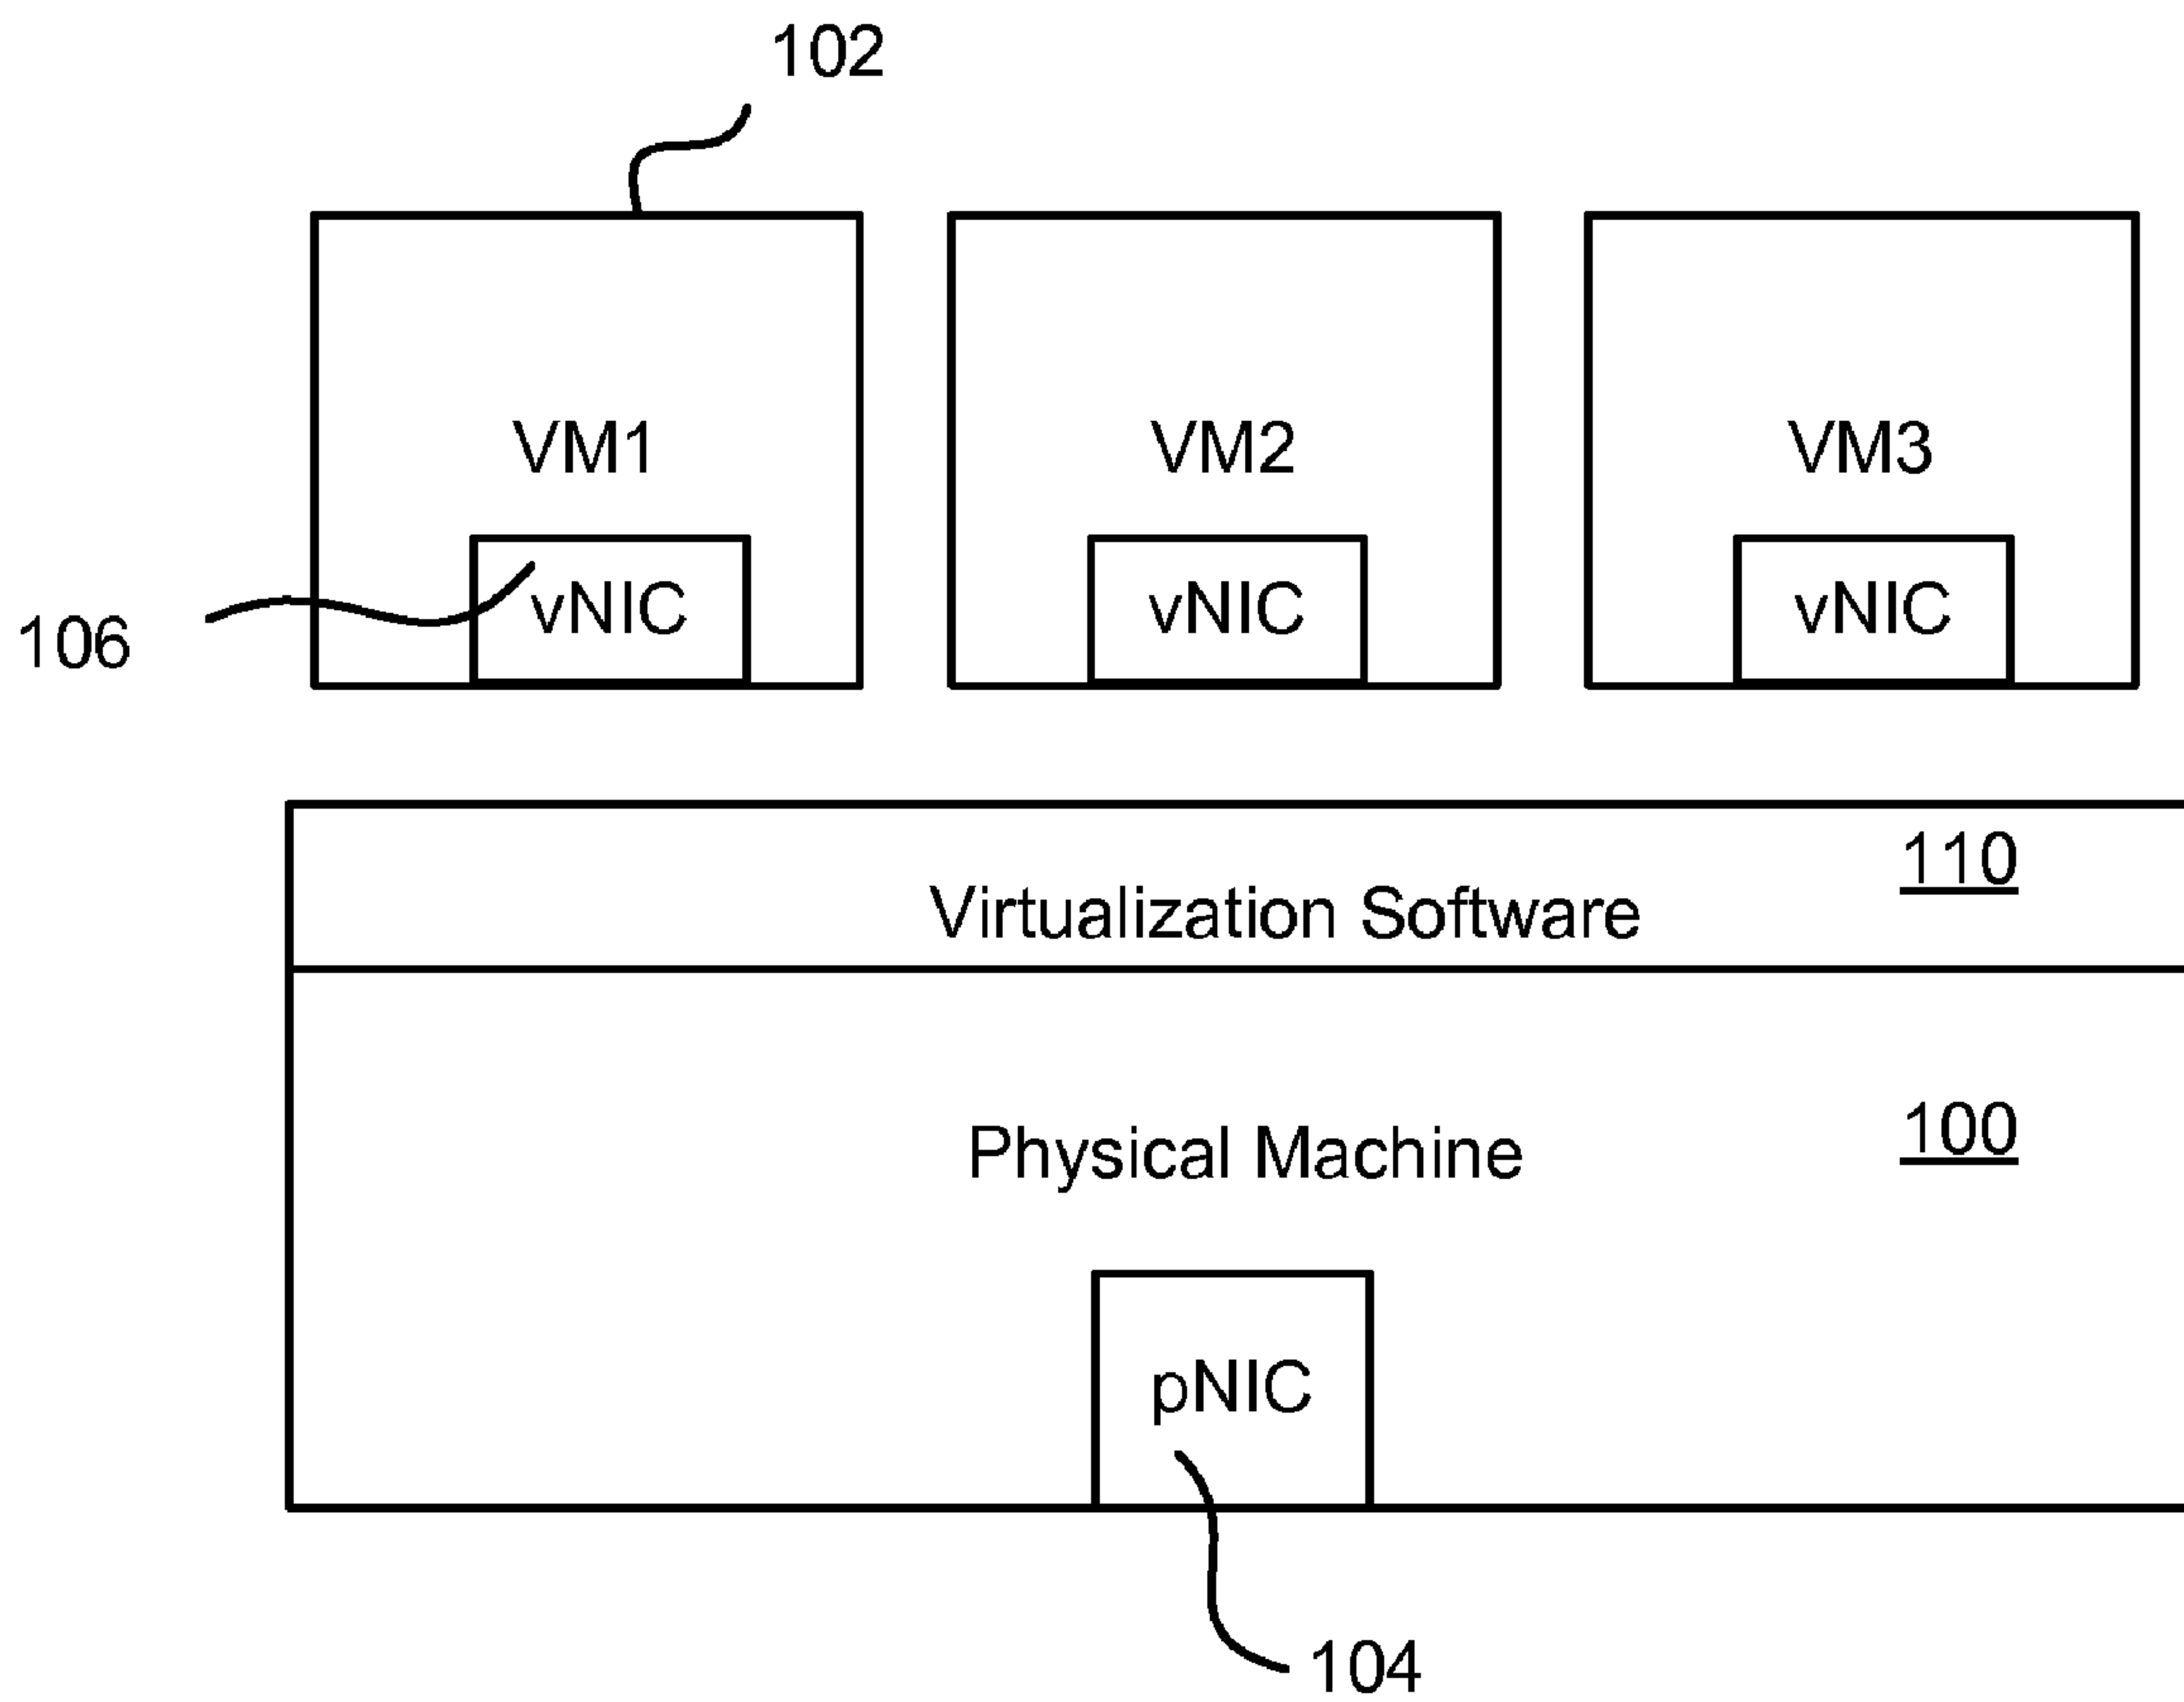 102
VM1
VM2
VM3
vNIC
vNIC
vNIC
106
110
Virtualization Software
100
Physical Machine
pNIC
104